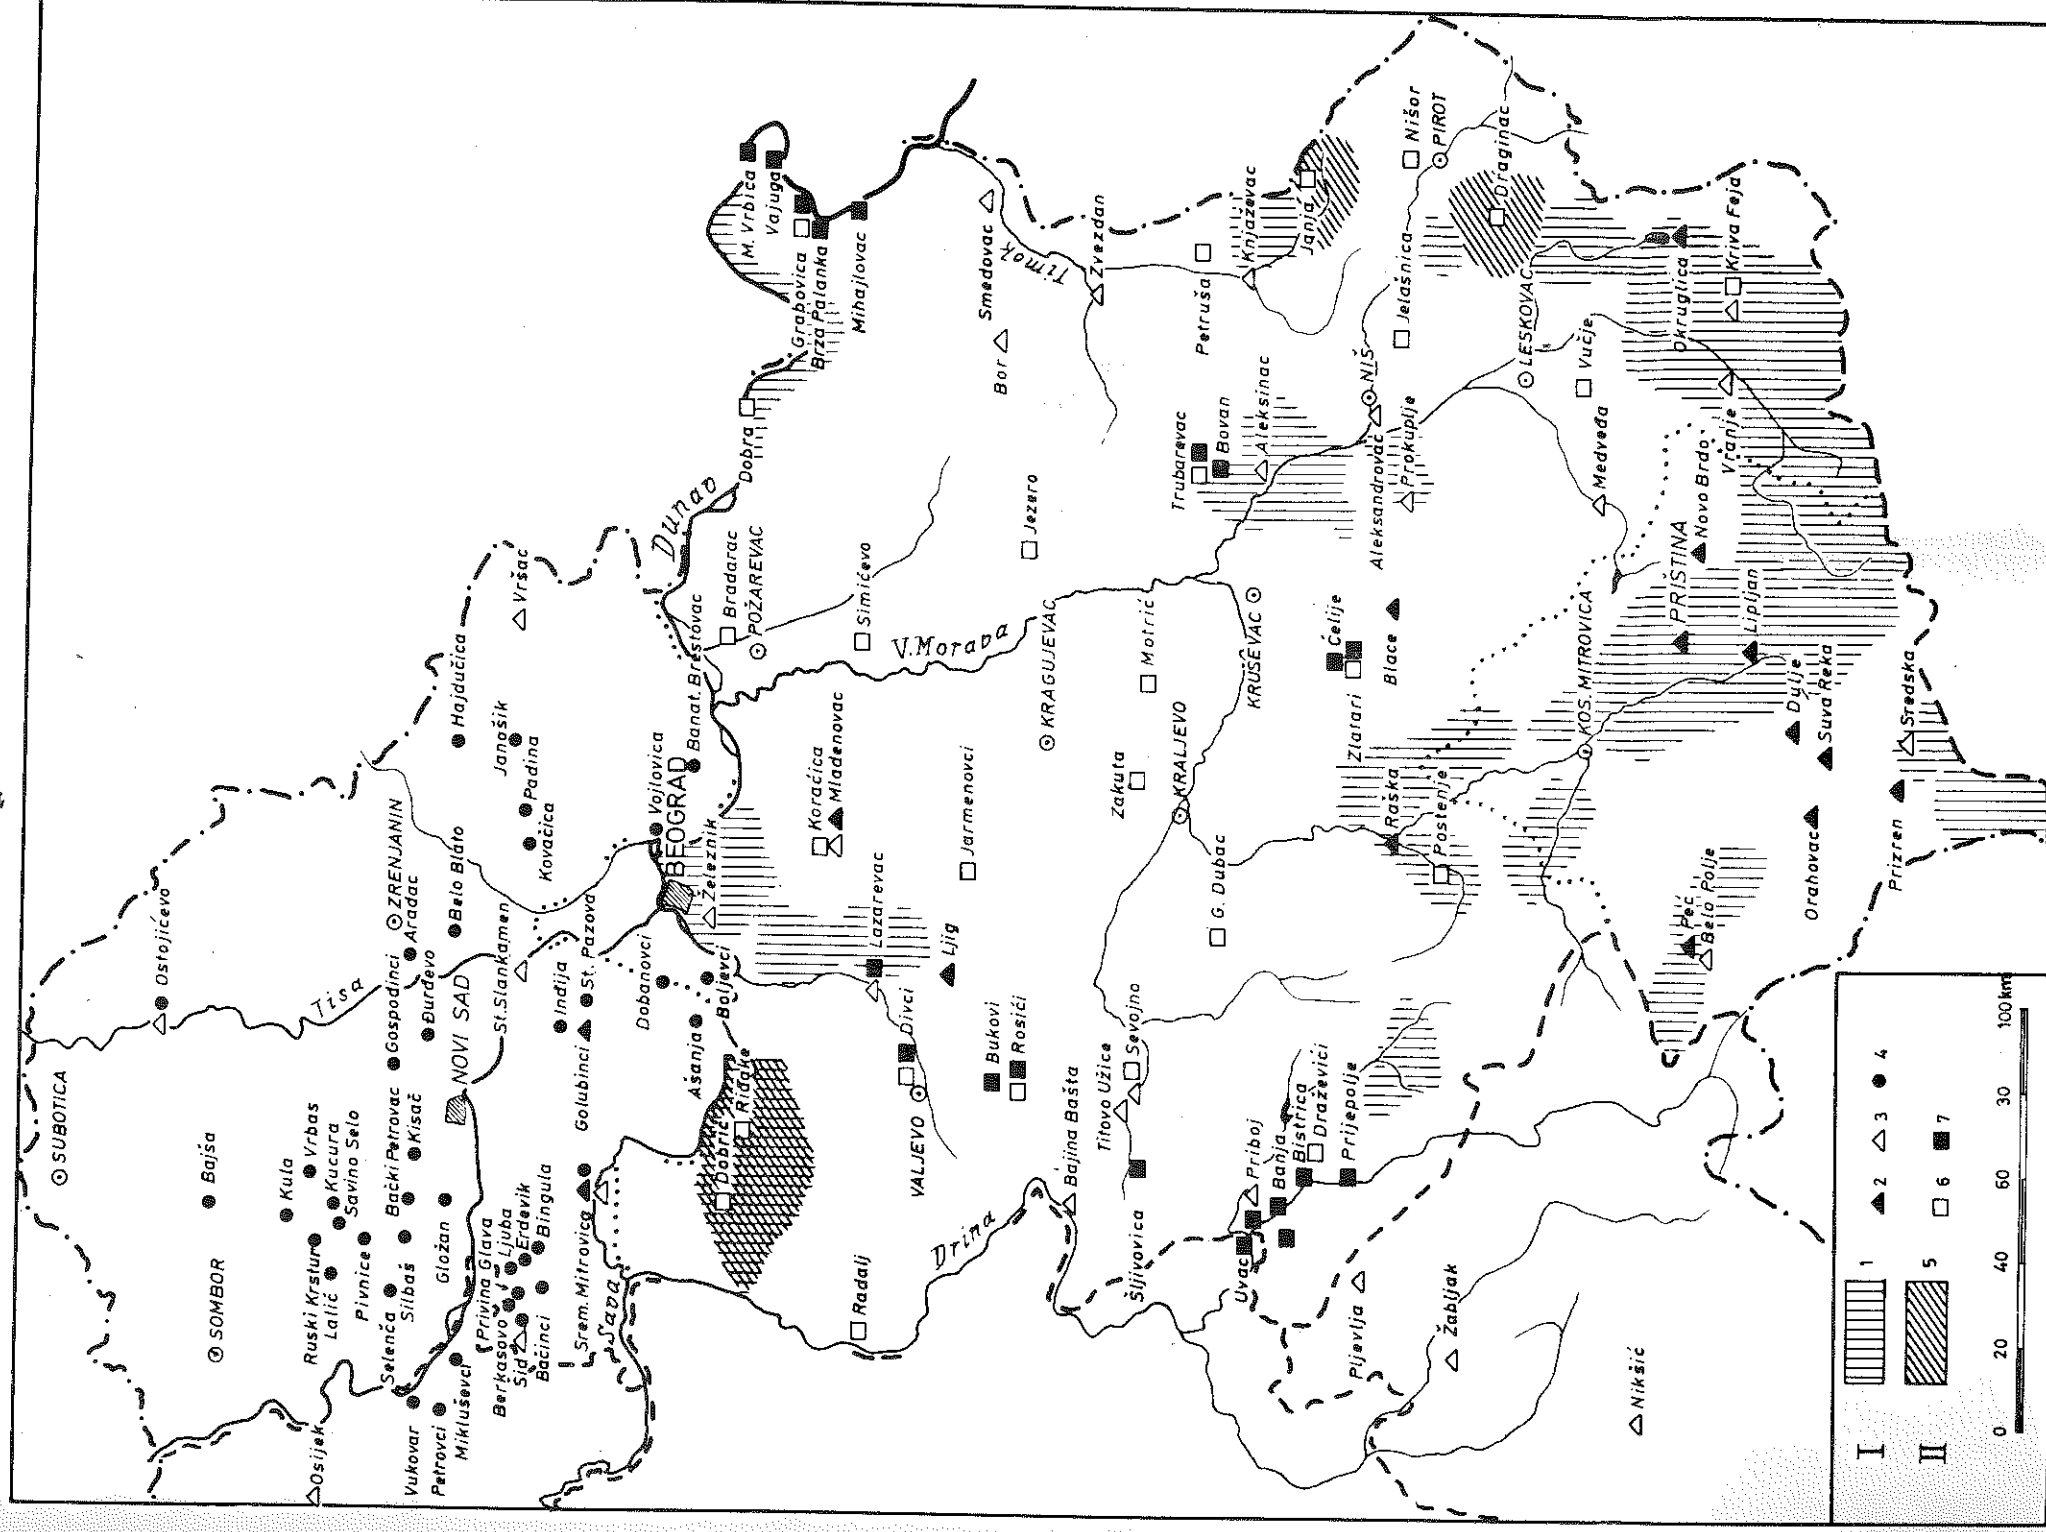 SUBOTICA
Ostojićevo
Tisa
Bajša
SOMBOR
Kula
Vrbas
Kucura
Savino Selo
Ruski Krstur
Lalić
Pivnice
Selenča
Silbaš
Bački Petrovac
Kisač
Gložan
Gospođinci
Đurđevo
ZRENJANIN
Aradac
Belo Blato
NOVI SAD
Osijek
Vukovar
Petrovci
Mikluševci
Privina Glava
Berkasovo
Ljuba
Šid
Erdevik
Bačinci
Bingula
St. Slankamen
Inđija
St. Pazova
Golubinci
Srem. Mitrovica
Sava
Hajdučica
Vršac
Janašik
Padina
Kovačica
Vojlovica
BEOGRAD
Banat. Brestovac
Dunav
Dobanovci
Boljevci
Ašanja
Železnik
Dobrić
Riđake
Bradarac
POŽAREVAC
Dobra
M. Vrbica
Vajuga
Grabovica
Brza Palanka
Mihajlovac
Simićevo
V. Morava
Koraćica
Mladenovac
Lazarevac
Ljig
Jarmenovci
Divci
VALJEVO
Radalj
Drina
Bukovi
Rosići
Smedovac
Timok
Bor
Zvezdan
Jezero
KRAGUJEVAC
Motrić
Zakuta
KRALJEVO
KRUŠEVAC
G. Dubac
Bajina Bašta
Titovo Užice
Sevojno
Šljivovica
Priboj
Uvac
Banja
Bistrica
Draževići
Prijepolje
Pljevlja
Žabljak
Nikšić
Petruša
Knjaževac
Janja
Trubarevac
Bovan
Aleksinac
NIŠ
Jelašnica
Nišor
PIROT
Draginac
Aleksandrovac
Prokuplje
Ćelije
Zlatari
Blace
Raška
Postenje
LESKOVAC
Vučje
Medveđa
Okruglica
Kriva Feja
Vranje
Novo Brdo
PRIŠTINA
Lipljan
KOS. MITROVICA
Dulje
Suva Reka
Sredska
Prizren
Orahovac
Peć
Belo Polje
I 1 2 3 4
II 5 6 7
0 20 40 60 30 100 km